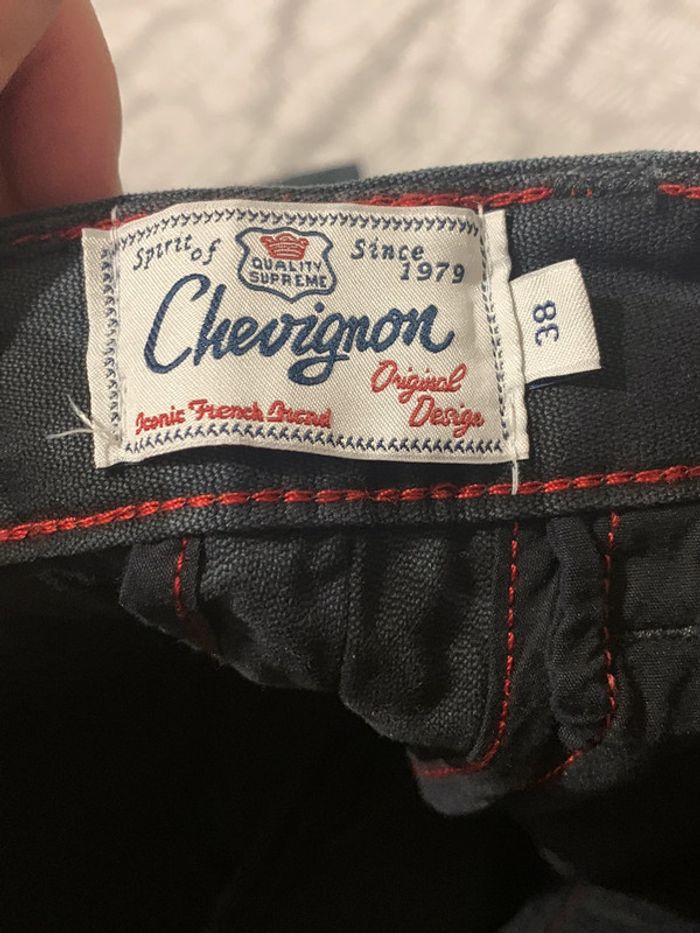 Spirit of
QUALITY
SUPREME
Since
1979
Chevignon
Original
Design
Iconic French Brand
38